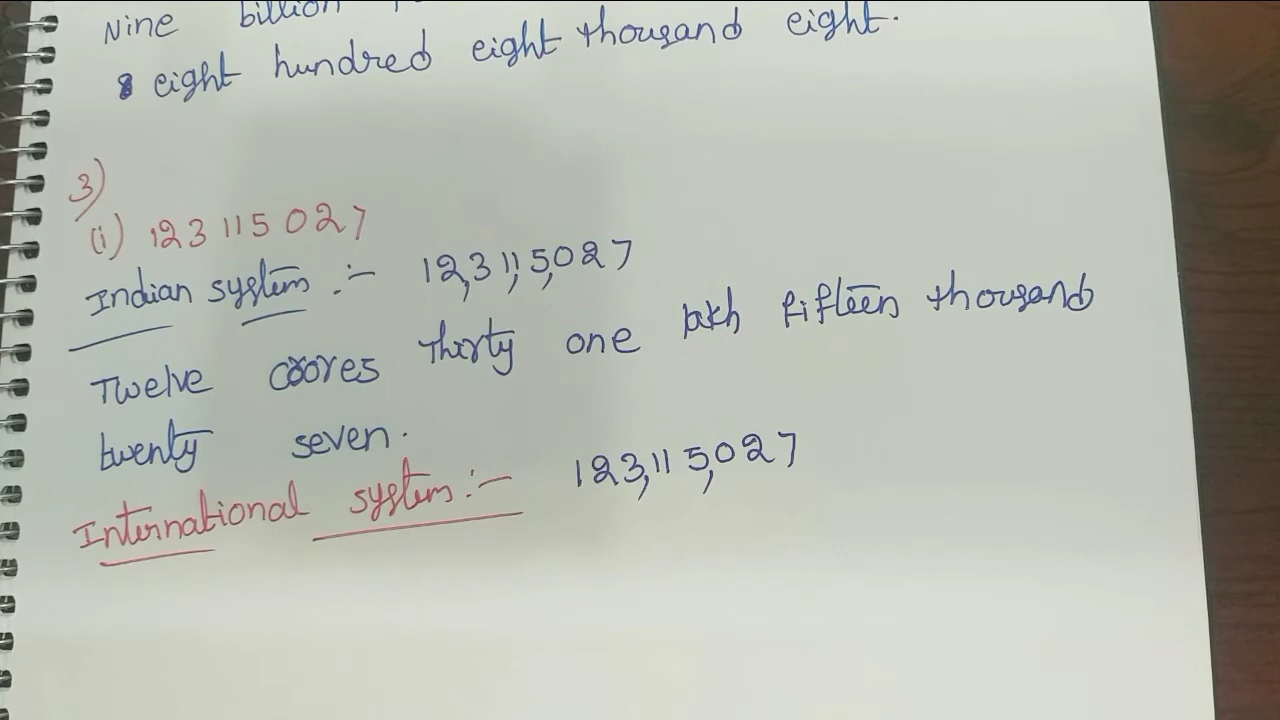 Nine billion
eight hundred eight thousand eight.
3)
(i) 123115027
Indian system :- 12,31,15,027
Twelve crores Thirty one lakh fifteen thousand
twenty seven.
International system :- 123,115,027